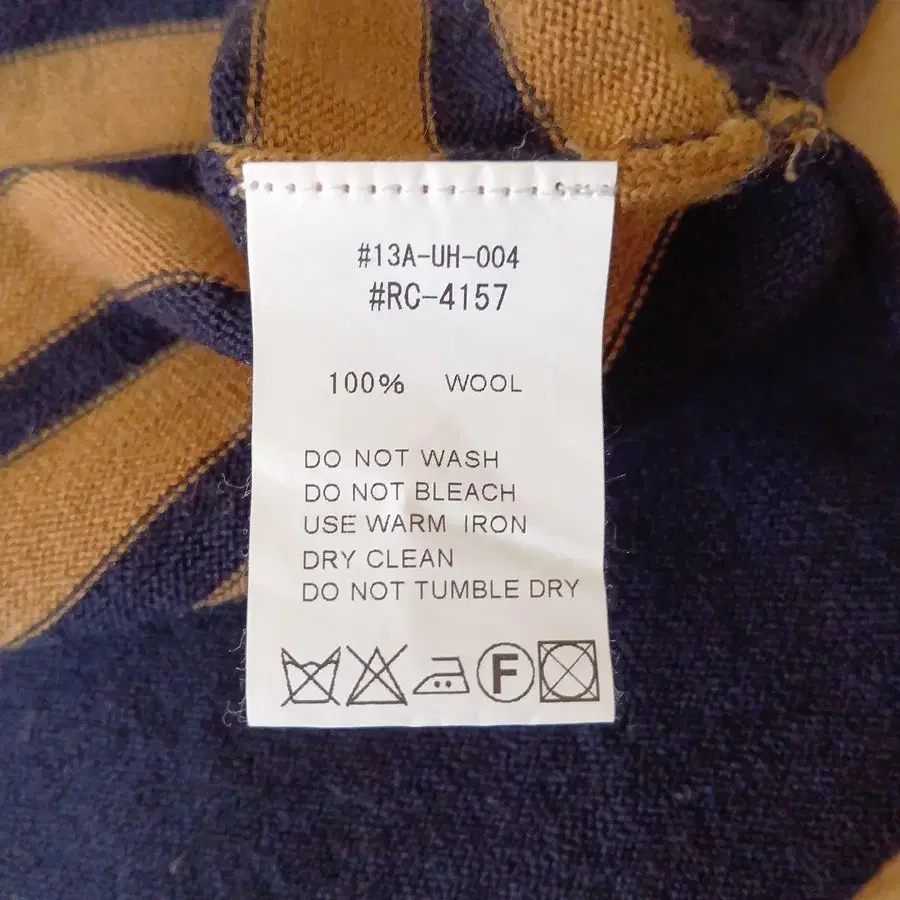 #13A-UH-004
#RC-4157
100% WOOL
DO NOT WASH
DO NOT BLEACH
USE WARM IRON
DRY CLEAN
DO NOT TUMBLE DRY
F